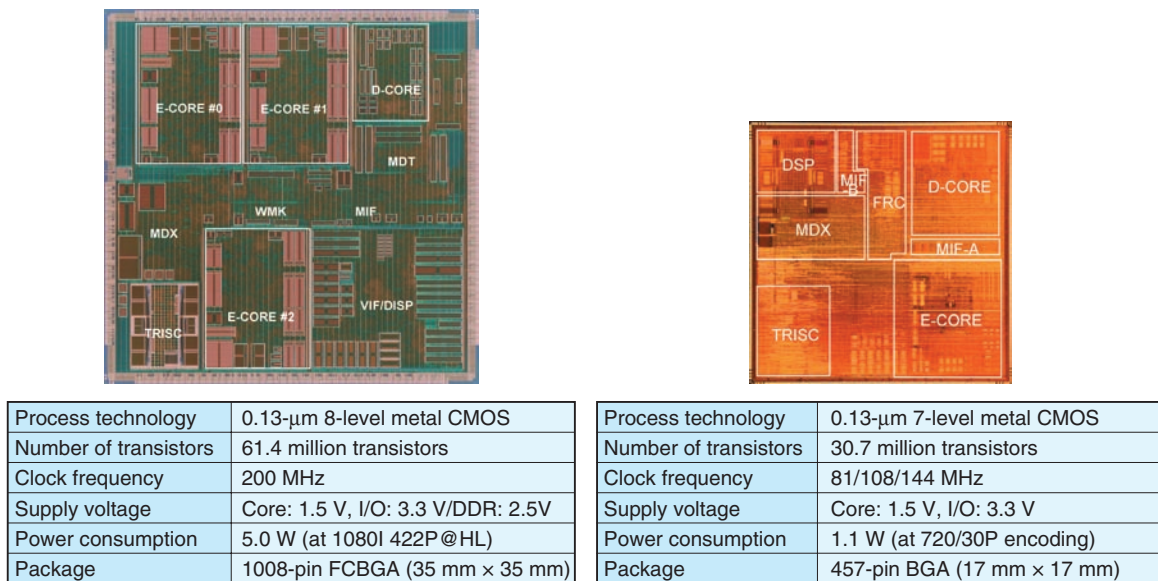 E-CORE #0
E-CORE #1
D-CORE
MDT
WMK
MIF
MDX
VIF/DISP
E-CORE #2
TRISC
DSP
MIF
-B
D-CORE
FRC
MDX
MIF-A
E-CORE
TRISC
Process technology 0.13-μm 8-level metal CMOS
Number of transistors 61.4 million transistors
Clock frequency 200 MHz
Supply voltage Core: 1.5 V, I/O: 3.3 V/DDR: 2.5V
Power consumption 5.0 W (at 1080I 422P@HL)
Package 1008-pin FCBGA (35 mm × 35 mm)
Process technology 0.13-μm 7-level metal CMOS
Number of transistors 30.7 million transistors
Clock frequency 81/108/144 MHz
Supply voltage Core: 1.5 V, I/O: 3.3 V
Power consumption 1.1 W (at 720/30P encoding)
Package 457-pin BGA (17 mm × 17 mm)